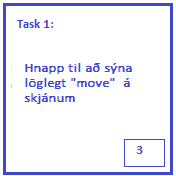 Task 1:
Hnapp til að sýna
löglegt "move" á
skjánum
3